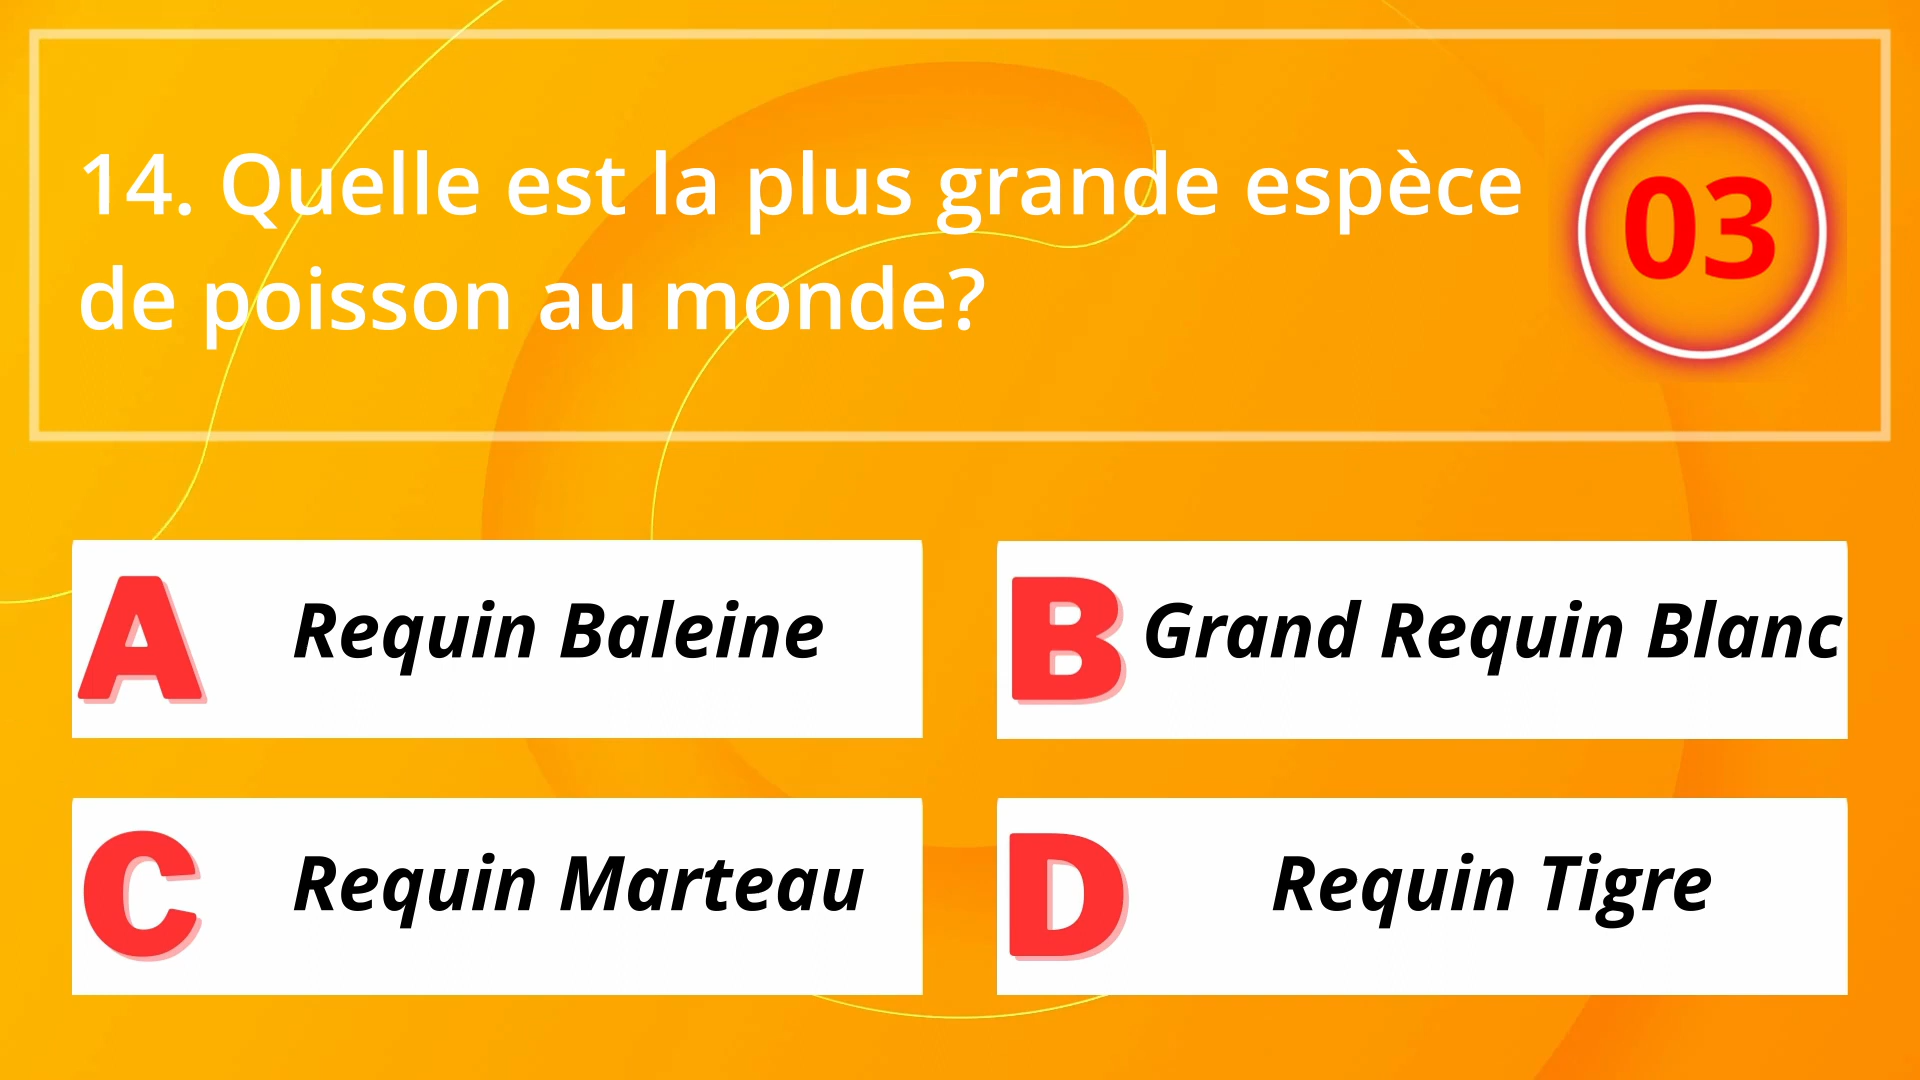 14. Quelle est la plus grande espèce
de poisson au monde?
03
A Requin Baleine
B Grand Requin Blanc
C Requin Marteau
D Requin Tigre